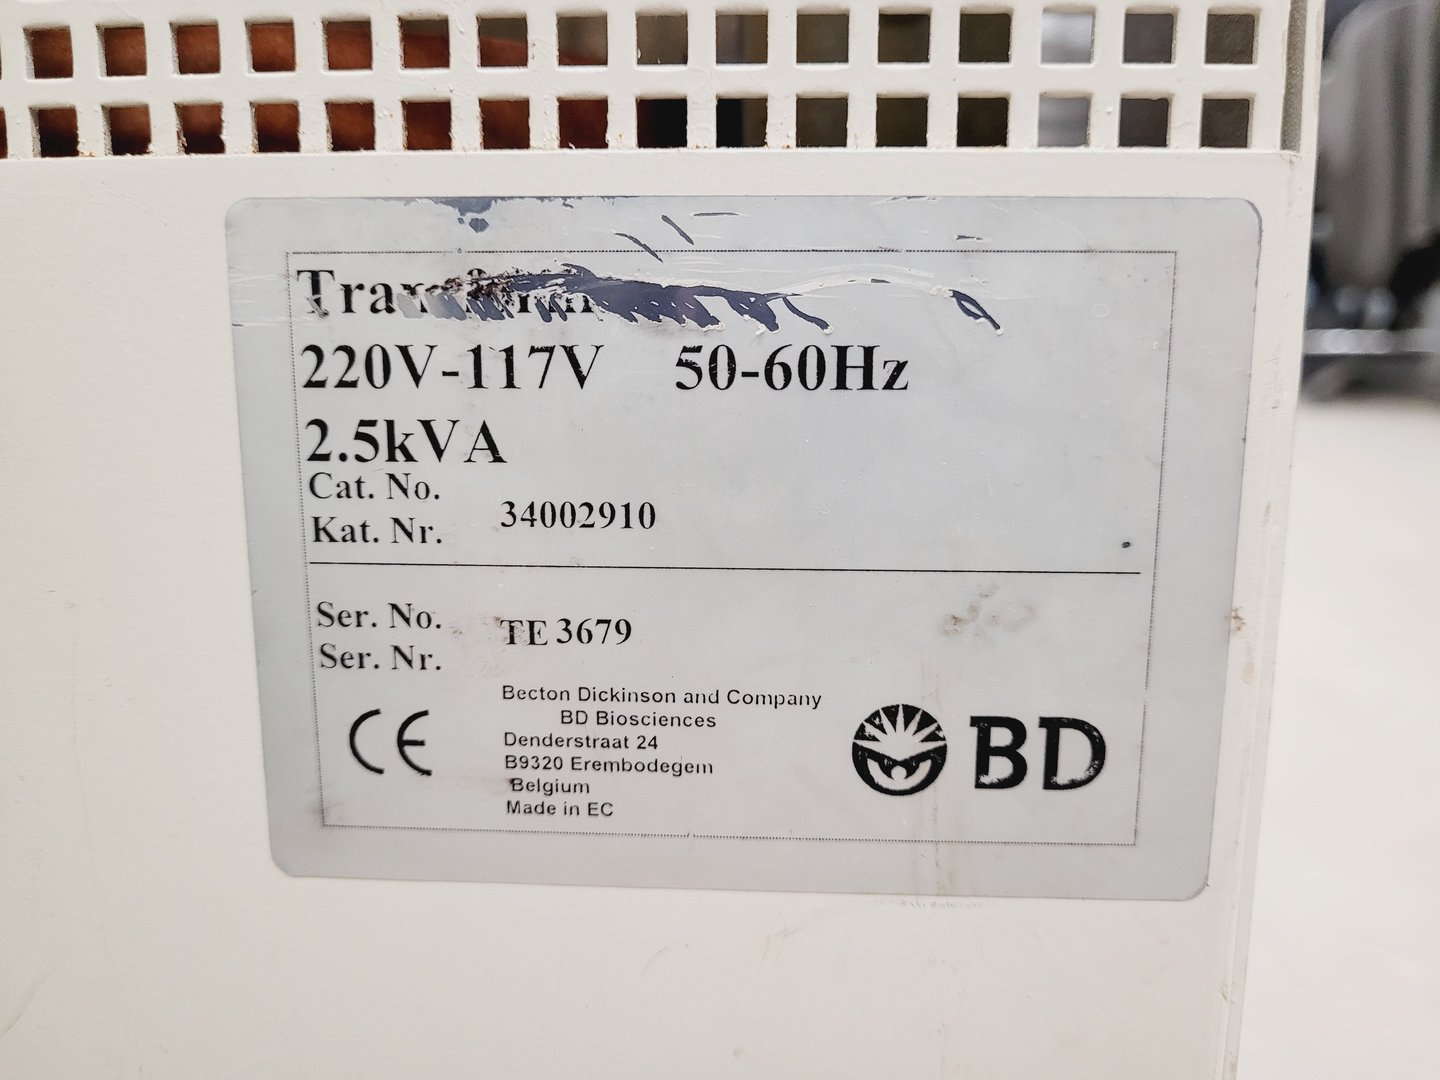 220V-117V 50-60Hz
2.5kVA
Cat. No.
Kat. Nr. 34002910
Ser. No. TE 3679
Ser. Nr.
CE
Becton Dickinson and Company
BD Biosciences
Denderstraat 24
B9320 Erembodegem
Belgium
Made in EC
BD